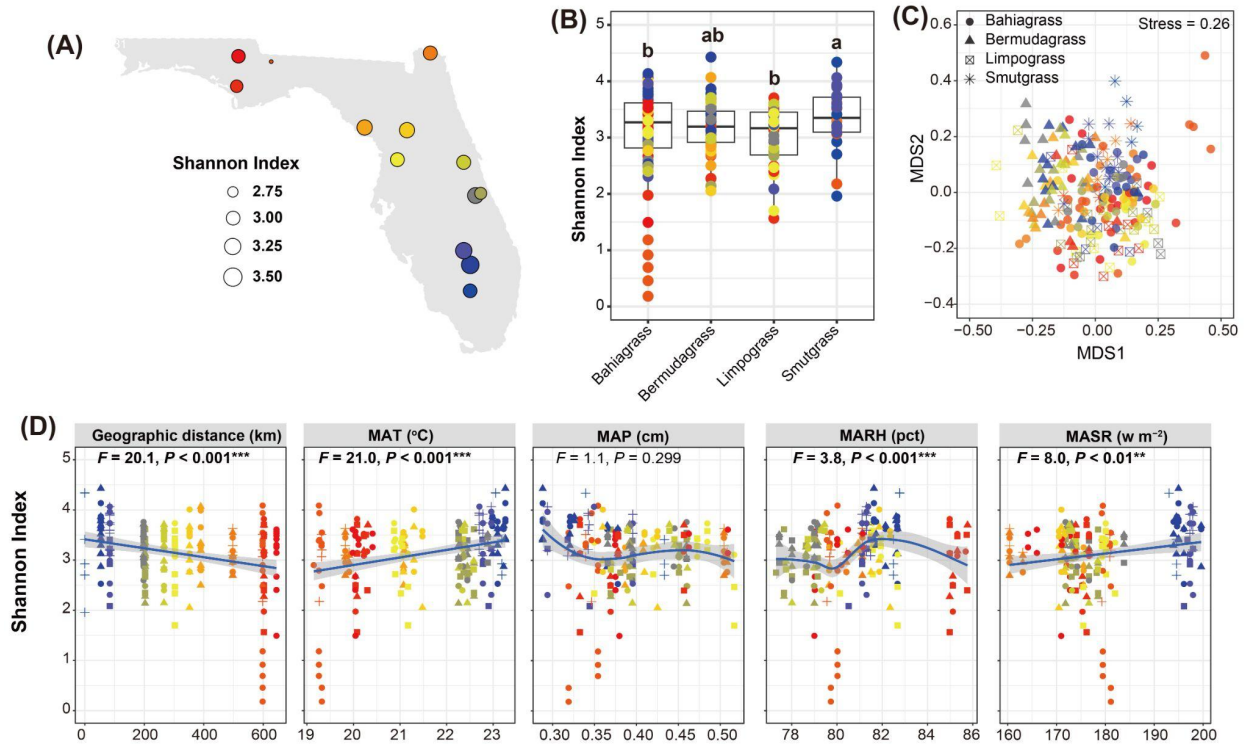 (A)
Shannon Index
2.75
3.00
3.25
3.50
(B)
Shannon Index
5
4
3
2
1
0
b
ab
b
a
Bahiagrass
Bermudagrass
Limpograss
Smutgrass
(C)
MDS2
0.6
0.4
0.2
0.0
−0.2
−0.4
Bahiagrass
Bermudagrass
Limpograss
Smutgrass
Stress = 0.26
−0.50 −0.25 0.00 0.25 0.50
MDS1
(D)
Shannon Index
5
4
3
2
1
0
Geographic distance (km)
F = 20.1, P < 0.001***
0 200 400 600
MAT (°C)
F = 21.0, P < 0.001***
19 20 21 22 23
MAP (cm)
F = 1.1, P = 0.299
0.30 0.35 0.40 0.45 0.50
MARH (pct)
F = 3.8, P < 0.001***
78 80 82 84 86
MASR (w m⁻²)
F = 8.0, P < 0.01**
160 170 180 190 200